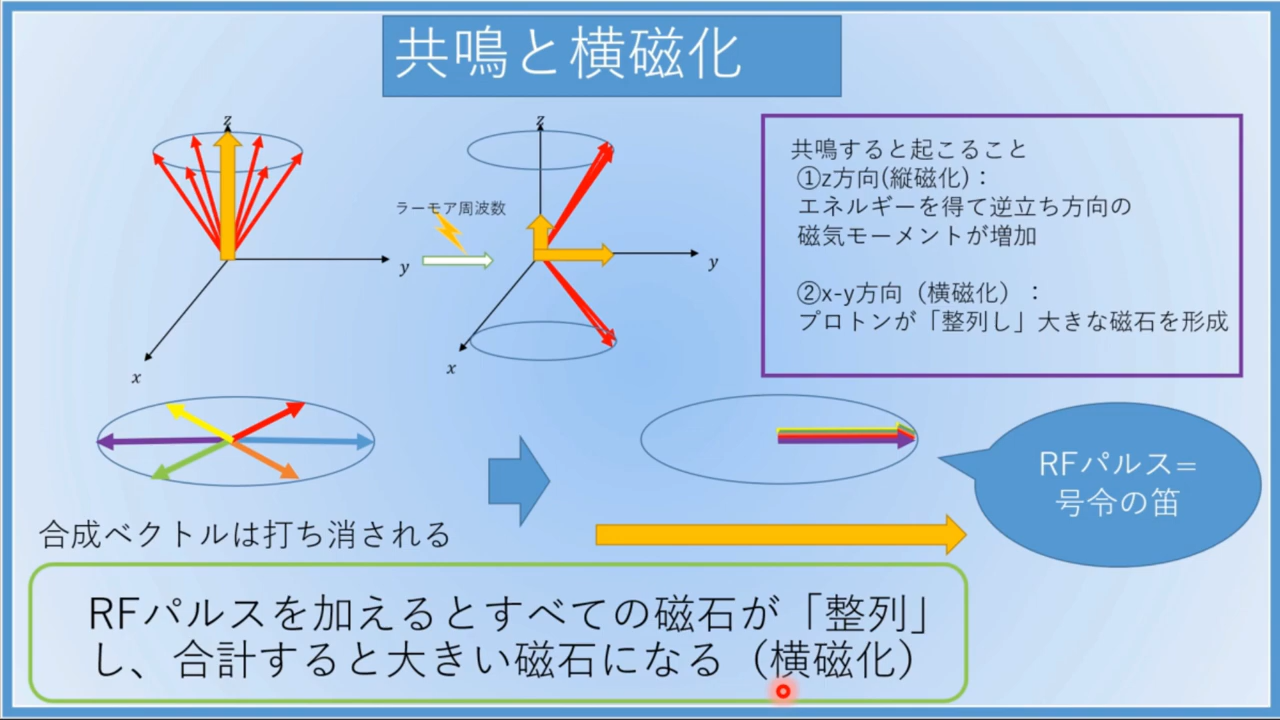 共鳴と横磁化
z
y
x
ラーモア周波数
z
y
x
共鳴すると起こること
①z方向(縦磁化)：
エネルギーを得て逆立ち方向の
磁気モーメントが増加
②x-y方向（横磁化）：
プロトンが「整列し」大きな磁石を形成
合成ベクトルは打ち消される
RFパルス=
号令の笛
RFパルスを加えるとすべての磁石が「整列」
し、合計すると大きい磁石になる（横磁化）